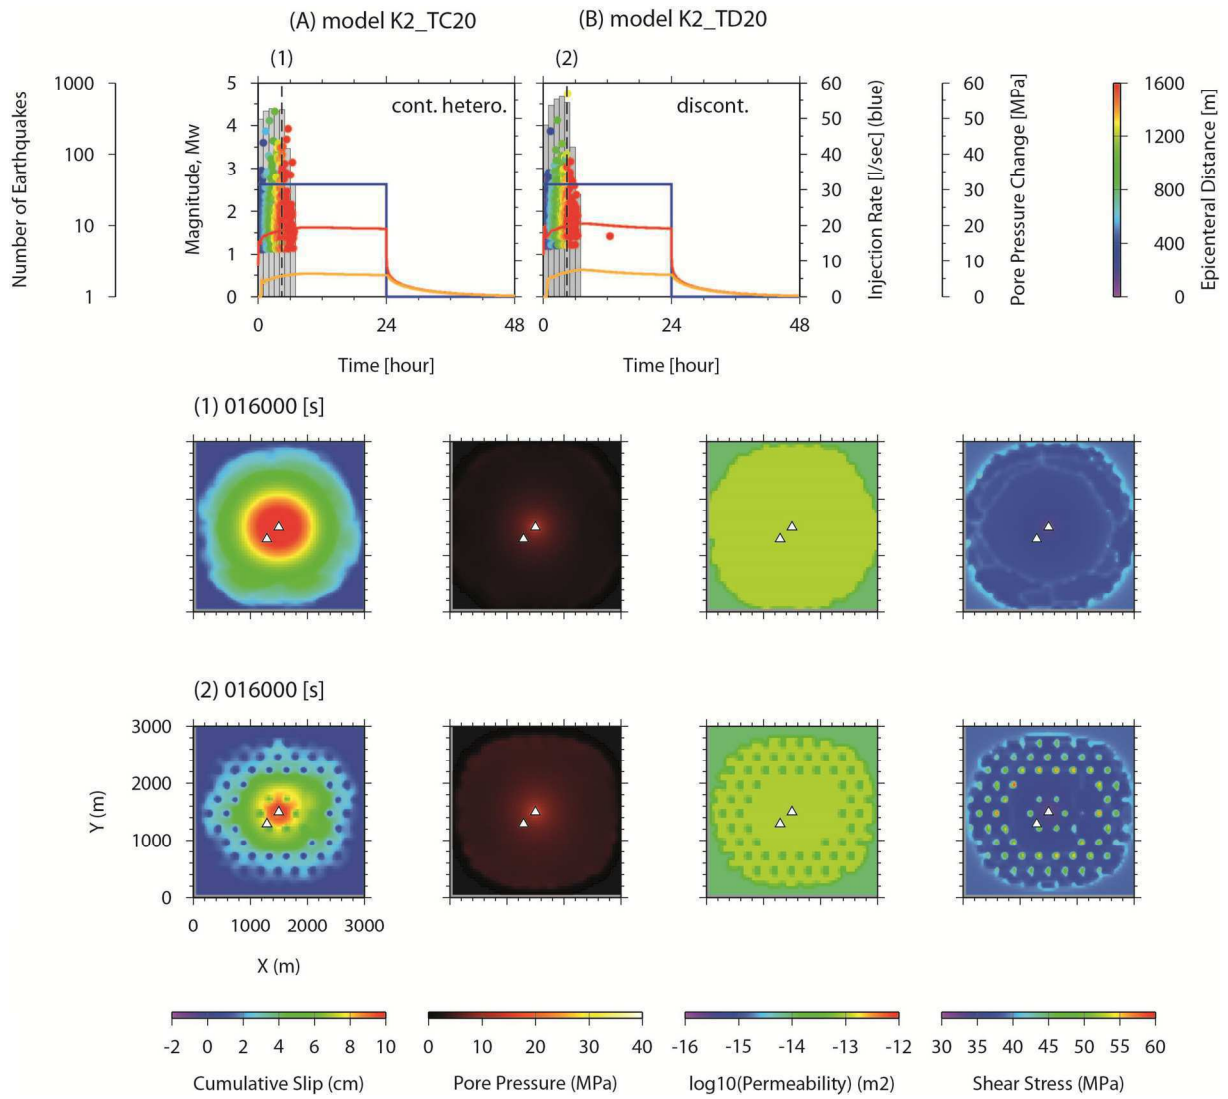 (A) model K2_TC20
(B) model K2_TD20
(1)
(2)
Number of Earthquakes
1000
100
10
1
Magnitude, Mw
5
4
3
2
1
0
cont. hetero.
discont.
60
50
40
30
20
10
0
Injection Rate [l/sec] (blue)
60
50
40
30
20
10
0
Pore Pressure Change [MPa]
1600
1200
800
400
0
Epicenteral Distance [m]
0 24 48 0 24 48
Time [hour]
Time [hour]
(1) 016000 [s]
(2) 016000 [s]
3000
2000
1000
0
Y (m)
0 1000 2000 3000
X (m)
-2 0 2 4 6 8 10
Cumulative Slip (cm)
0 10 20 30 40
Pore Pressure (MPa)
-16 -15 -14 -13 -12
log10(Permeability) (m2)
30 35 40 45 50 55 60
Shear Stress (MPa)